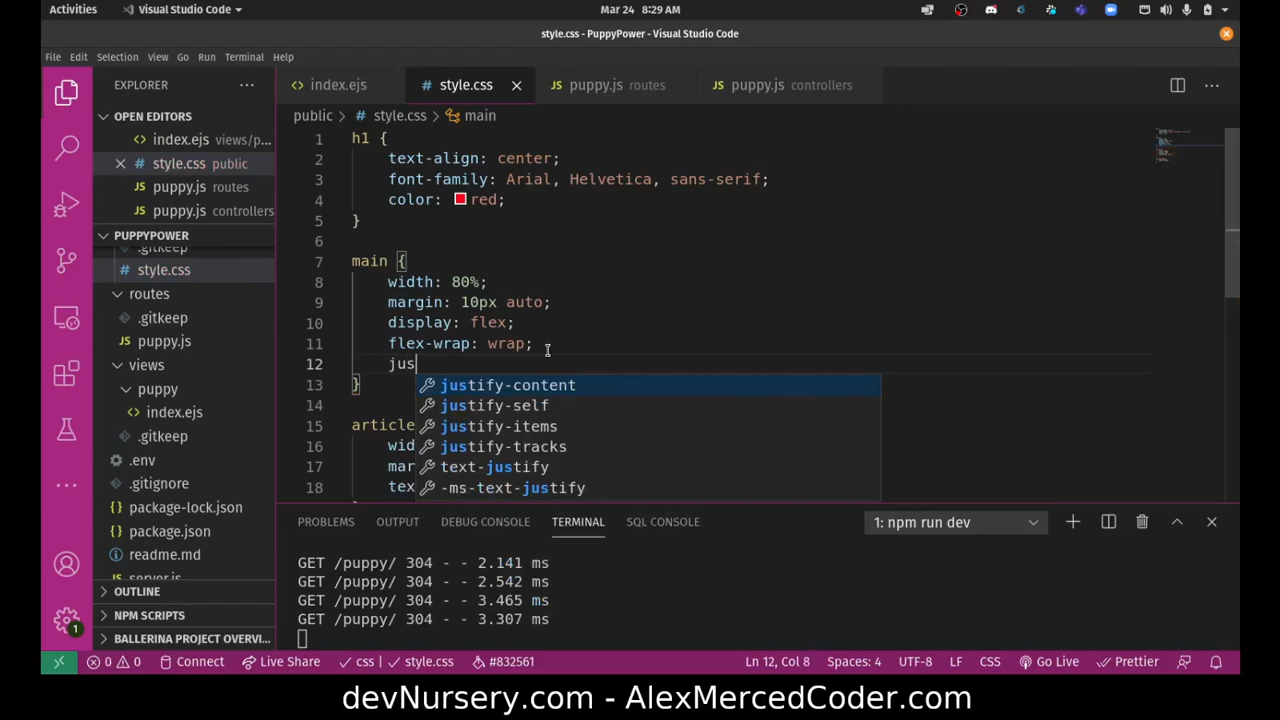 Activities
Visual Studio Code
Mar 24 8:29 AM
style.css - PuppyPower - Visual Studio Code
File Edit Selection View Go Run Terminal Help
EXPLORER
index.ejs
style.css
puppy.js routes
puppy.js controllers
OPEN EDITORS
index.ejs views/p...
style.css public
puppy.js routes
puppy.js controllers
PUPPYPOWER
.gitkeep
style.css
routes
.gitkeep
puppy.js
views
puppy
index.ejs
.gitkeep
.env
.gitignore
package-lock.json
package.json
readme.md
server.js
OUTLINE
NPM SCRIPTS
BALLERINA PROJECT OVERVI...
public > style.css > main
1 h1 {
2 text-align: center;
3 font-family: Arial, Helvetica, sans-serif;
4 color: red;
5 }
6
7 main {
8 width: 80%;
9 margin: 10px auto;
10 display: flex;
11 flex-wrap: wrap;
12 jus
13 }
14
15 article
16 wid
17 mar
18 tex
justify-content
justify-self
justify-items
justify-tracks
text-justify
-ms-text-justify
PROBLEMS OUTPUT DEBUG CONSOLE TERMINAL SQL CONSOLE
1: npm run dev
GET /puppy/ 304 - - 2.141 ms
GET /puppy/ 304 - - 2.542 ms
GET /puppy/ 304 - - 3.465 ms
GET /puppy/ 304 - - 3.307 ms
1
0 0 Connect Live Share css | style.css #832561
Ln 12, Col 8 Spaces: 4 UTF-8 LF CSS Go Live Prettier
devNursery.com - AlexMercedCoder.com